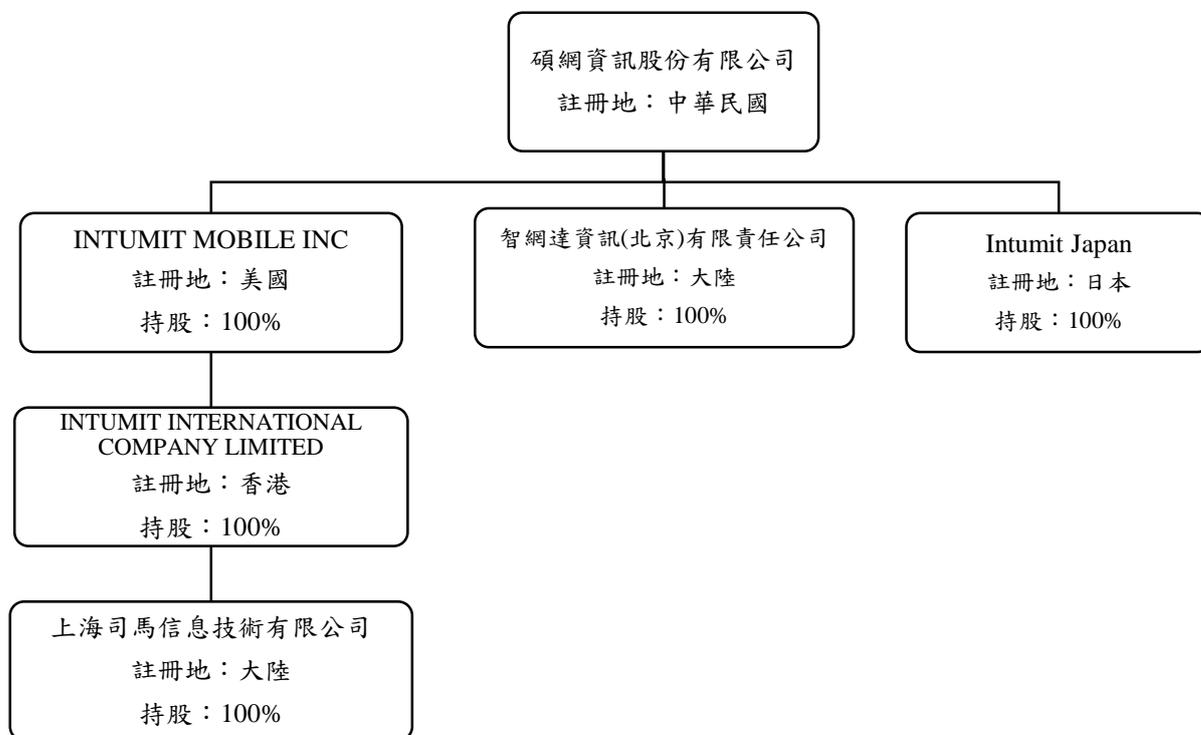 碩網資訊股份有限公司
註冊地：中華民國
INTUMIT MOBILE INC
註冊地：美國
持股：100%
智網達資訊(北京)有限責任公司
註冊地：大陸
持股：100%
Intumit Japan
註冊地：日本
持股：100%
INTUMIT INTERNATIONAL
COMPANY LIMITED
註冊地：香港
持股：100%
上海司馬信息技術有限公司
註冊地：大陸
持股：100%